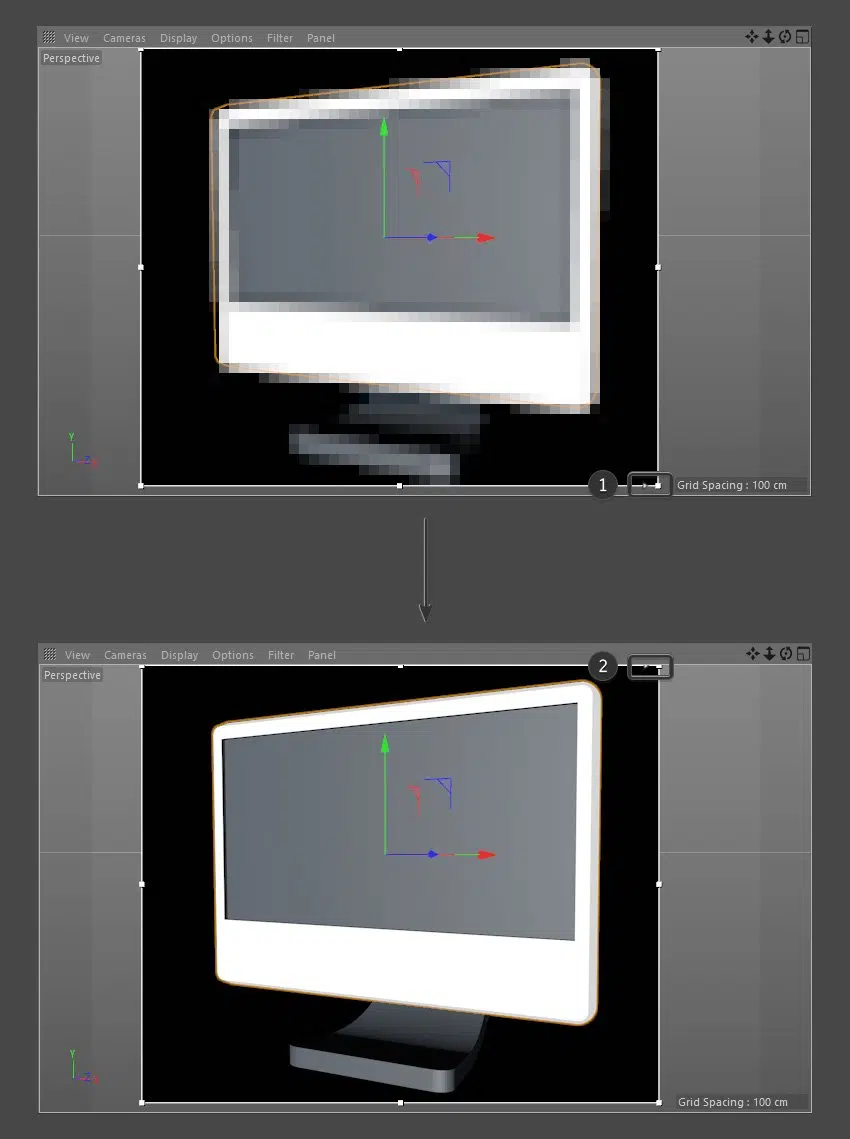 View Cameras Display Options Filter Panel
Perspective
Y
Z
1
Grid Spacing : 100 cm
View Cameras Display Options Filter Panel
2
Perspective
Y
Z
Grid Spacing : 100 cm